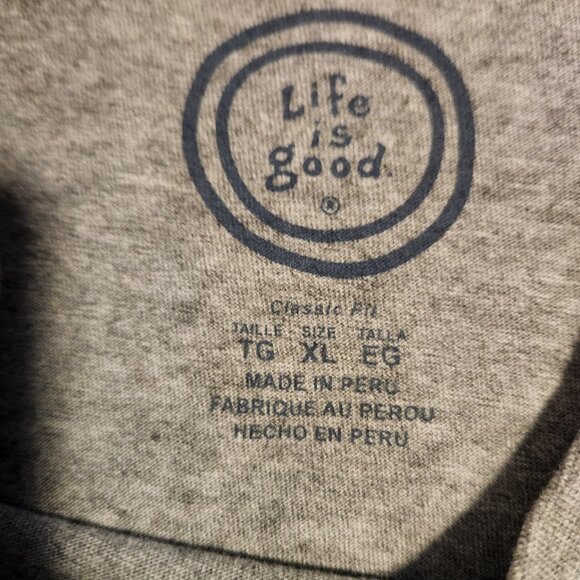 Life
is
good.
®
Classic Fit
TAILLE SIZE TALLA
TG XL EG
MADE IN PERU
FABRIQUE AU PEROU
HECHO EN PERU